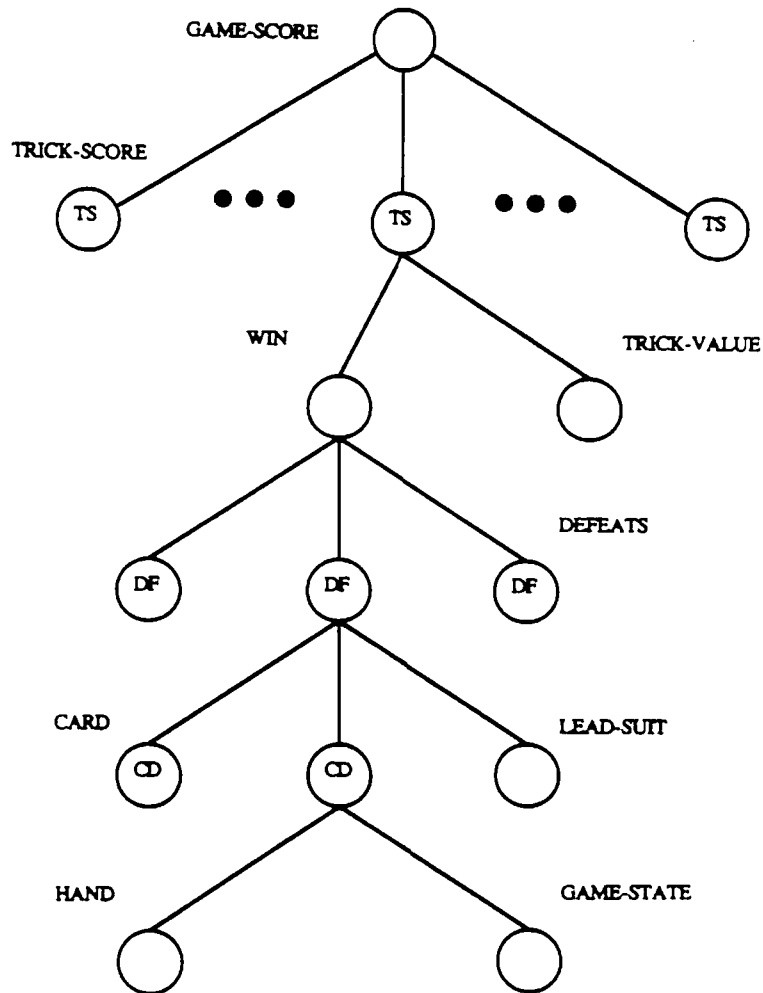 GAME-SCORE
TRICK-SCORE
TS
TS
TS
WIN
TRICK-VALUE
DEFEATS
DF
DF
DF
CARD
LEAD-SUIT
CD
CD
HAND
GAME-STATE